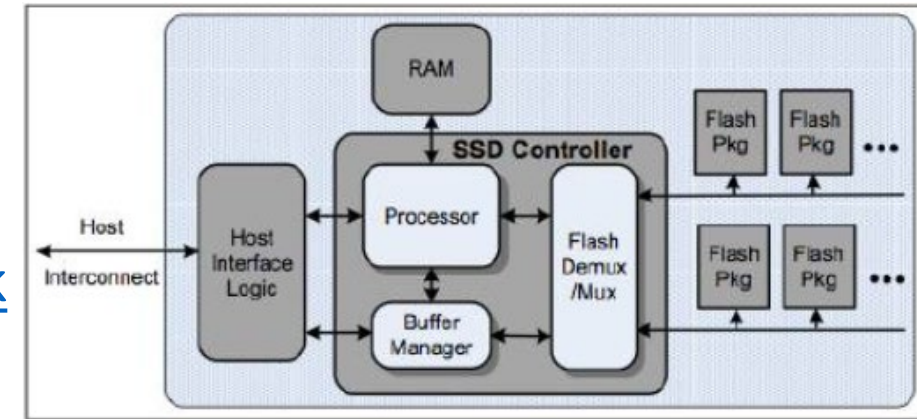 RAM
SSD Controller
Flash
Pkg
Flash
Pkg
...
Processor
Host
Interconnect
Host
Interface
Logic
Flash
Demux
/Mux
Flash
Pkg
Flash
Pkg
...
Buffer
Manager